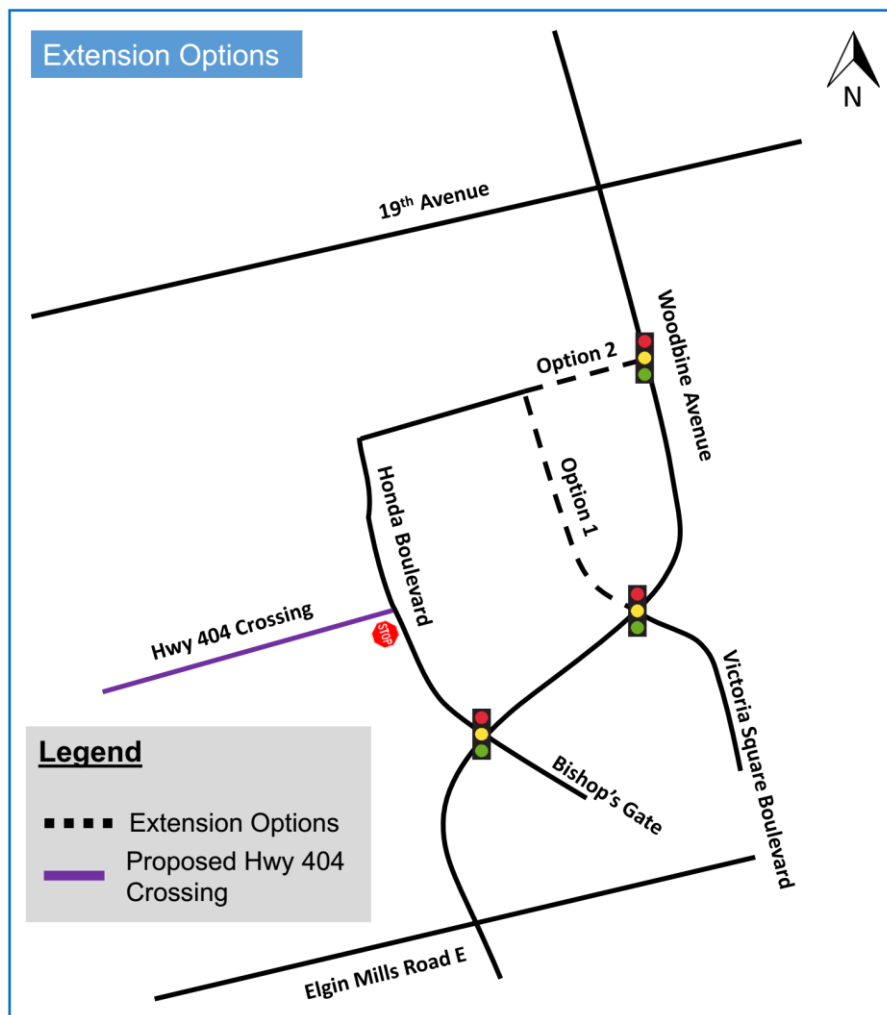 Extension Options
N
19th Avenue
Woodbine Avenue
Option 2
Option 1
Honda Boulevard
Hwy 404 Crossing
STOP
Victoria Square Boulevard
Bishop's Gate
Legend
Extension Options
Proposed Hwy 404
Crossing
Elgin Mills Road E